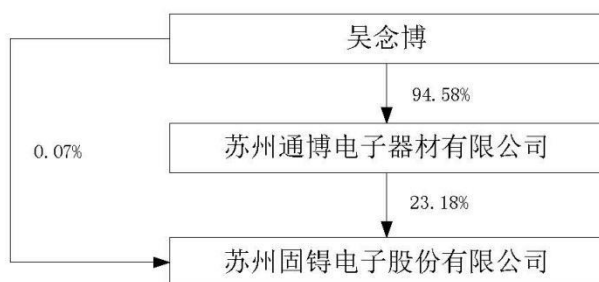 吴念博
94.58%
苏州通博电子器材有限公司
0.07%
23.18%
苏州固锝电子股份有限公司